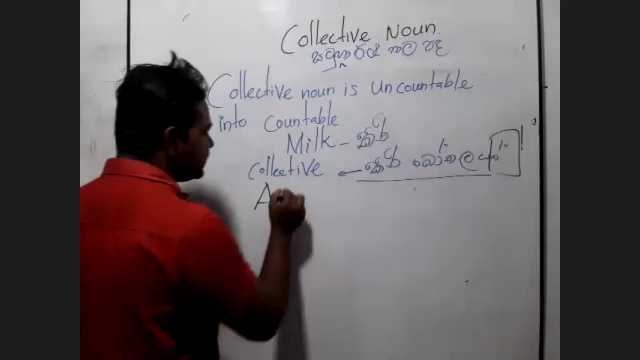 Collective Noun.
සමුහාර්ථ නාම පද
Collective noun is Uncountable
into Countable
Milk - කිරි
Collective - කිරි බෝතලයක්
A